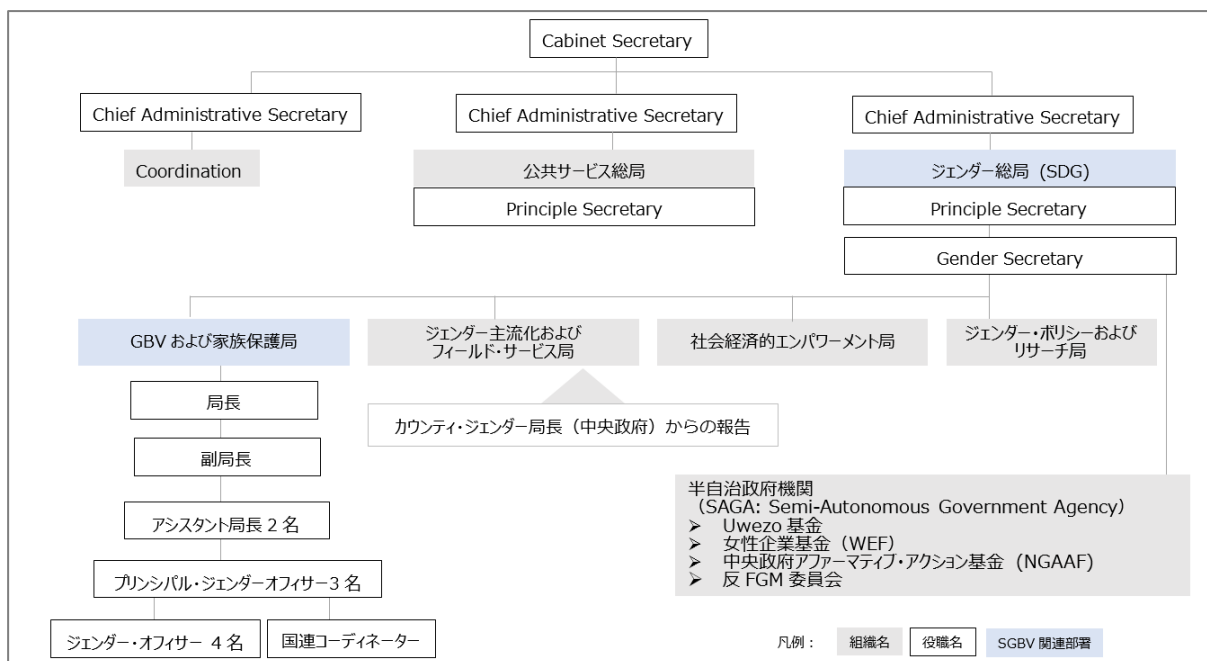 Cabinet Secretary
Chief Administrative Secretary
Chief Administrative Secretary
Chief Administrative Secretary
Coordination
公共サービス総局
ジェンダー総局 (SDG)
Principle Secretary
Principle Secretary
Gender Secretary
GBV および家族保護局
ジェンダー主流化および
フィールド・サービス局
社会経済的エンパワーメント局
ジェンダー・ポリシーおよび
リサーチ局
局長
カウンティ・ジェンダー局長（中央政府）からの報告
副局長
アシスタント局長 2 名
プリンシパル・ジェンダーオフィサー3 名
ジェンダー・オフィサー 4 名
国連コーディネーター
半自治政府機関
（SAGA: Semi-Autonomous Government Agency）
➢ Uwezo 基金
➢ 女性企業基金（WEF）
➢ 中央政府アファーマティブ・アクション基金（NGAAF）
➢ 反 FGM 委員会
凡例： 組織名 役職名 SGBV 関連部署